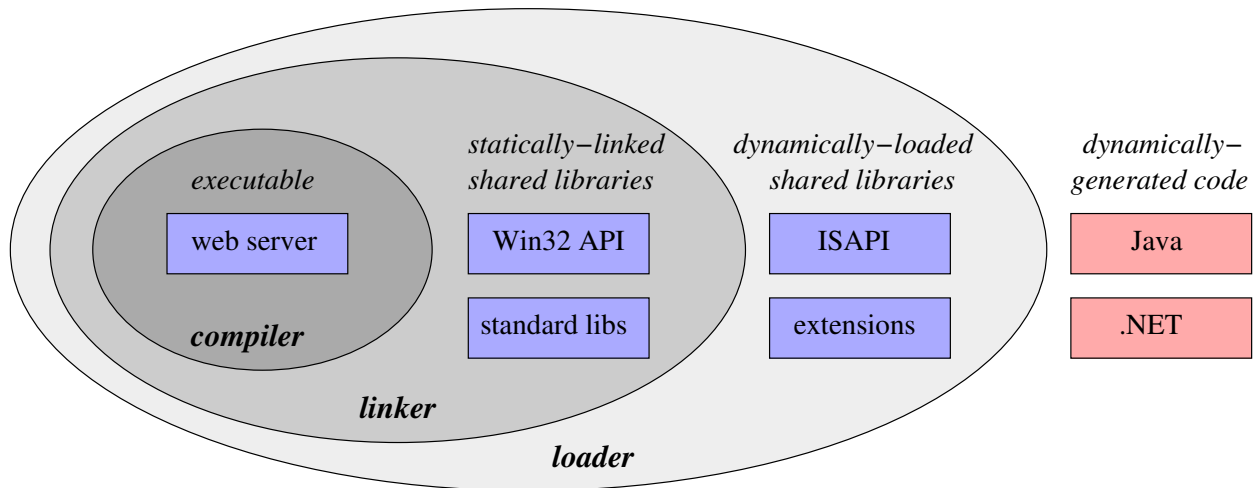 executable
web server
compiler
statically−linked
shared libraries
Win32 API
standard libs
linker
dynamically−loaded
shared libraries
ISAPI
extensions
loader
dynamically−
generated code
Java
.NET